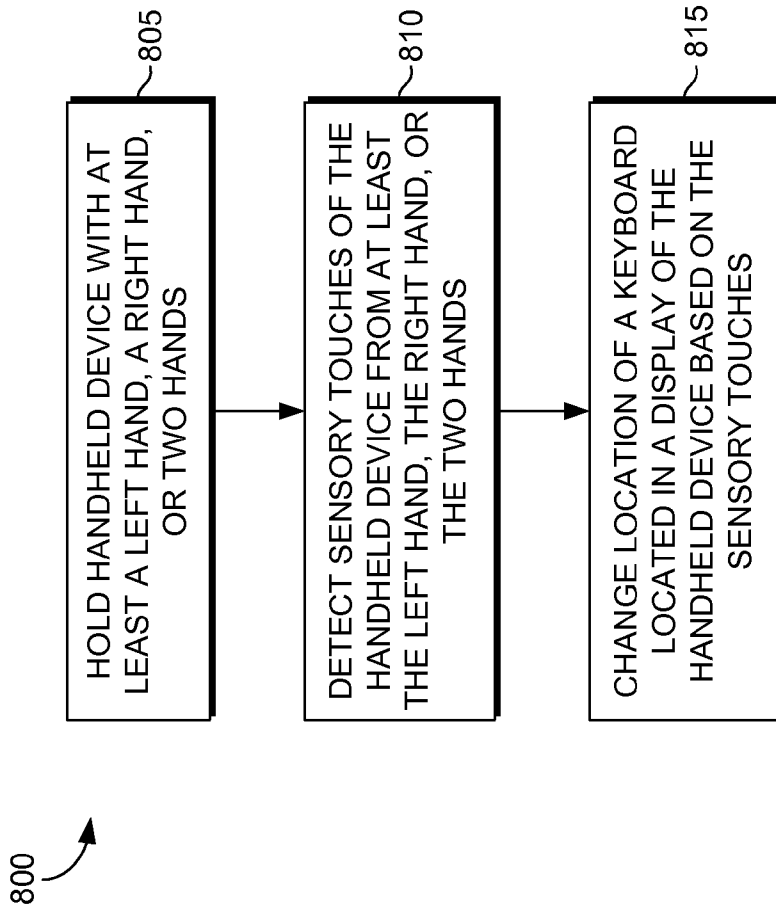 800
HOLD HANDHELD DEVICE WITH AT
LEAST A LEFT HAND, A RIGHT HAND,
OR TWO HANDS
805
DETECT SENSORY TOUCHES OF THE
HANDHELD DEVICE FROM AT LEAST
THE LEFT HAND, THE RIGHT HAND, OR
THE TWO HANDS
810
CHANGE LOCATION OF A KEYBOARD
LOCATED IN A DISPLAY OF THE
HANDHELD DEVICE BASED ON THE
SENSORY TOUCHES
815